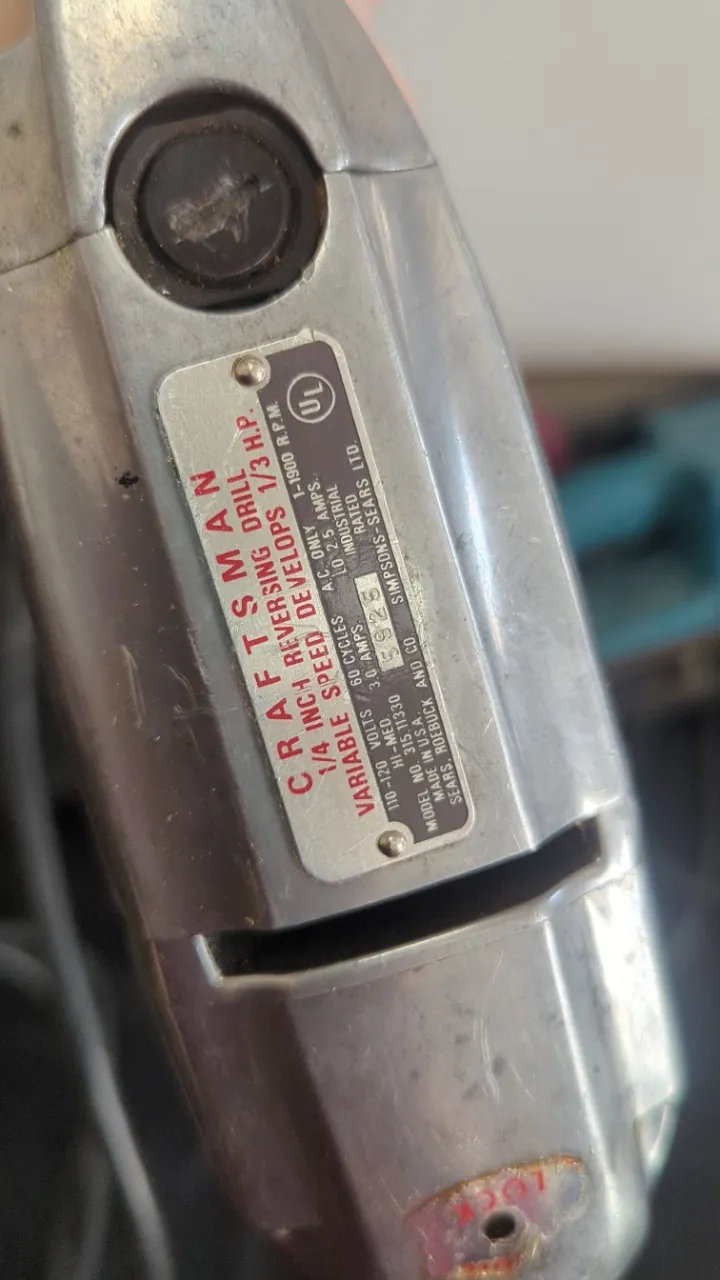 CRAFTSMAN
1/4 INCH REVERSING DRILL
VARIABLE SPEED DEVELOPS 1/3 H.P.
110-120 VOLTS 60 CYCLES A.C. ONLY 1-1900 R.P.M.
HI-MED. 3.0 AMPS. LO 2.5 AMPS.
MODEL NO. 315.11330 INDUSTRIAL
MADE IN U.S.A. 5925 RATED
SEARS, ROEBUCK AND CO. SIMPSONS-SEARS LTD.
UL
LOCK